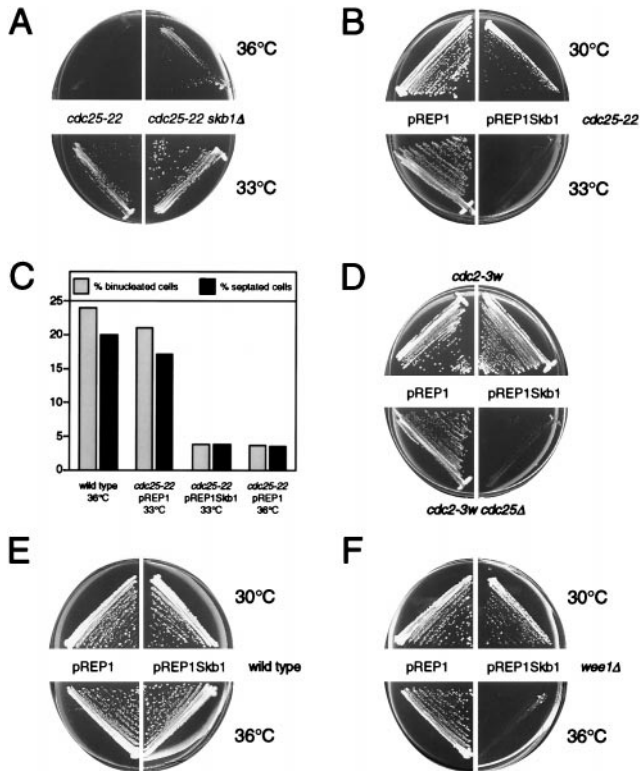 A
36°C
cdc25-22 cdc25-22 skb1Δ
33°C
B
30°C
pREP1 pREP1Skb1 cdc25-22
33°C
C
% binucleated cells % septated cells
25
20
15
10
5
0
wild type 36°C
cdc25-22 pREP1 33°C
cdc25-22 pREP1Skb1 33°C
cdc25-22 pREP1 36°C
D
cdc2-3w
pREP1 pREP1Skb1
cdc2-3w cdc25Δ
E
30°C
pREP1 pREP1Skb1 wild type
36°C
F
30°C
pREP1 pREP1Skb1 wee1Δ
36°C